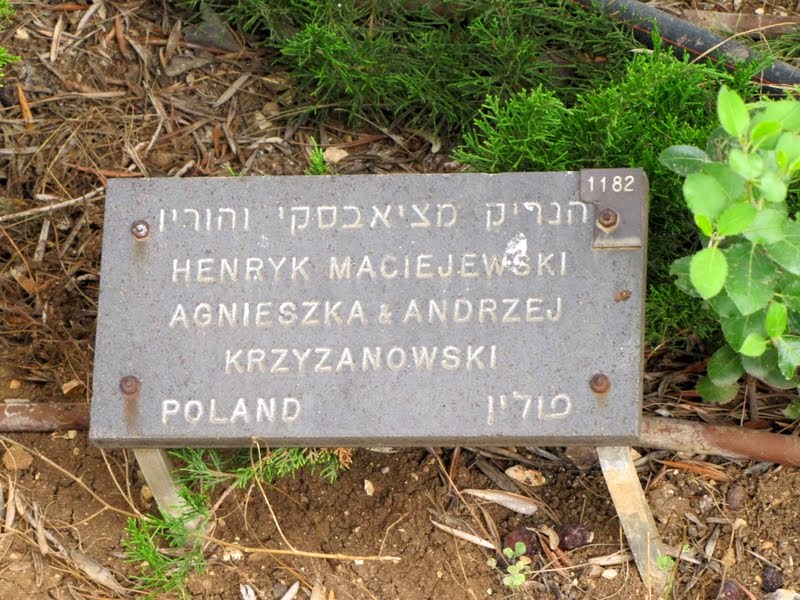 1182
הנריק מציאבסקי והוריו
HENRYK MACIEJEWSKI
AGNIESZKA & ANDRZEJ
KRZYZANOWSKI
POLAND פולין